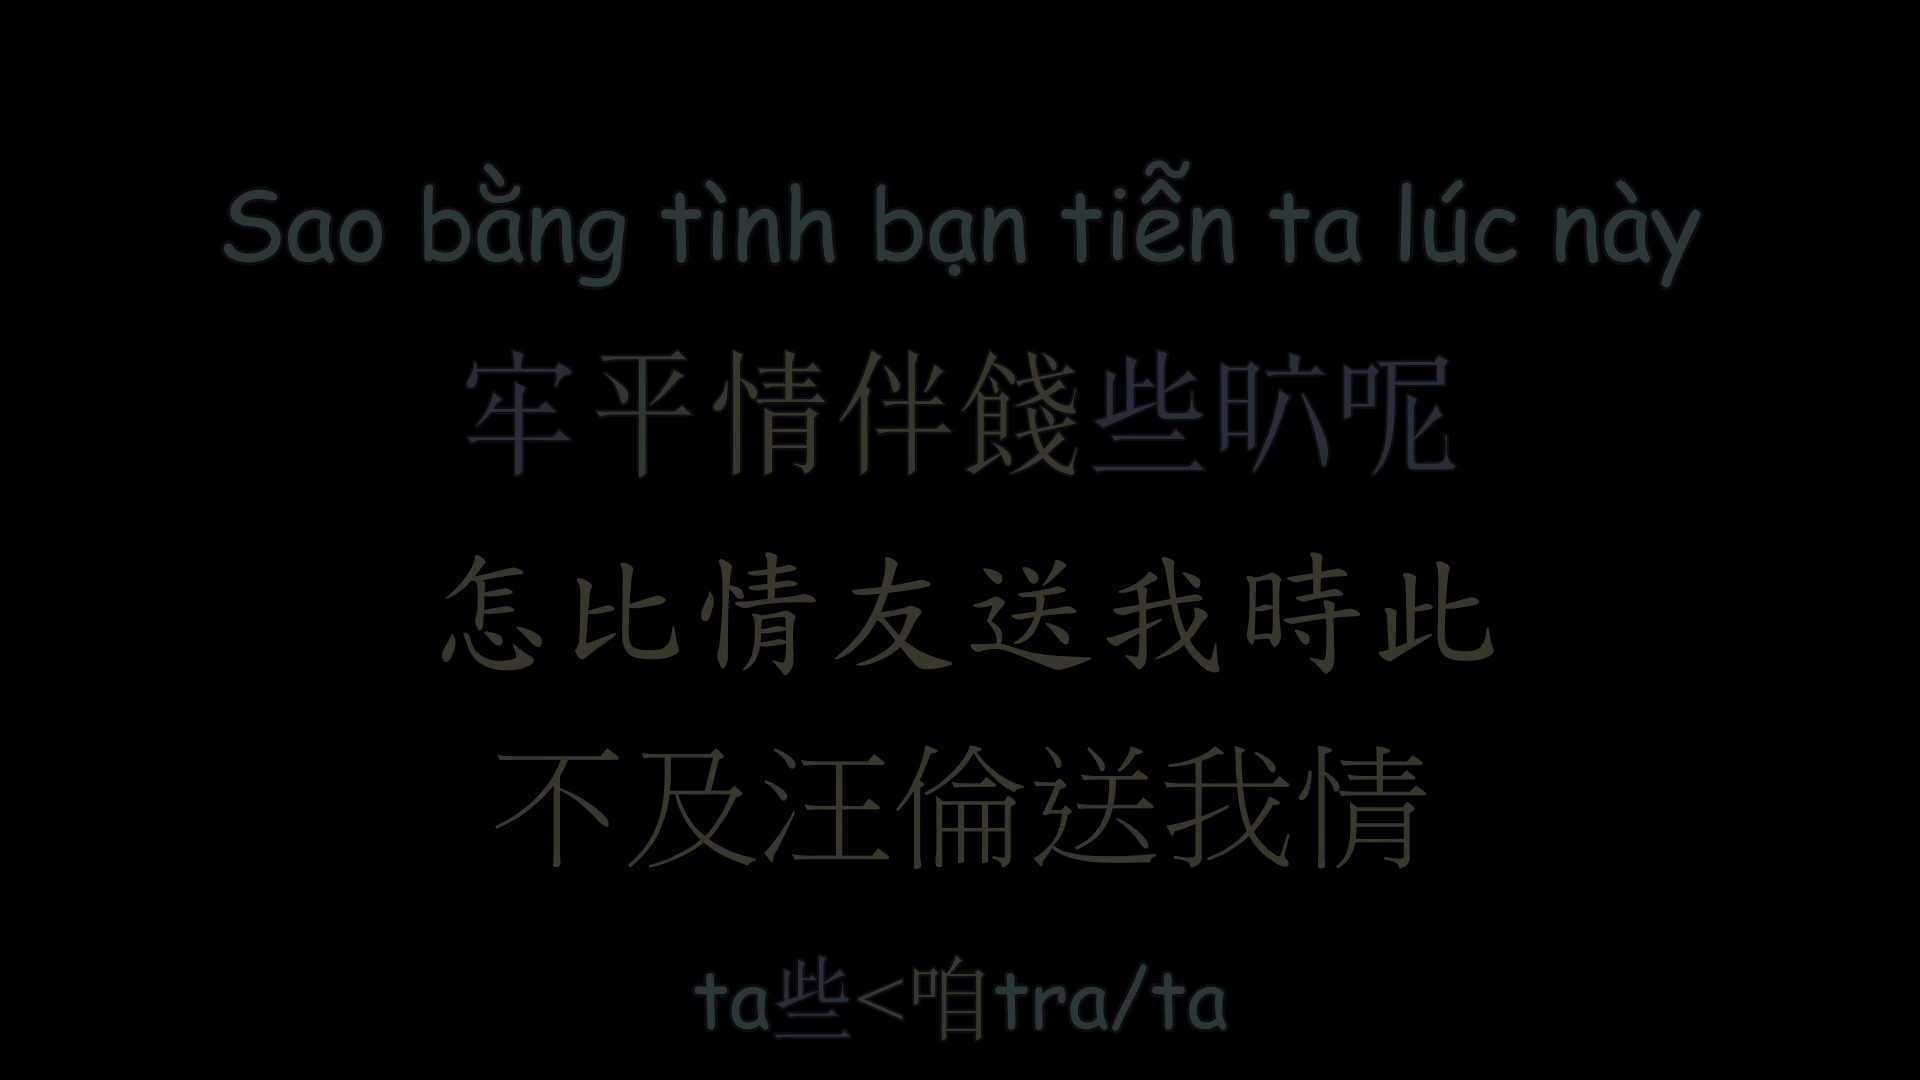 Sao bằng tình bạn tiễn ta lúc này
牢平情伴餞些㫘呢
怎比情友送我時此
不及汪倫送我情
ta些<咱tra/ta